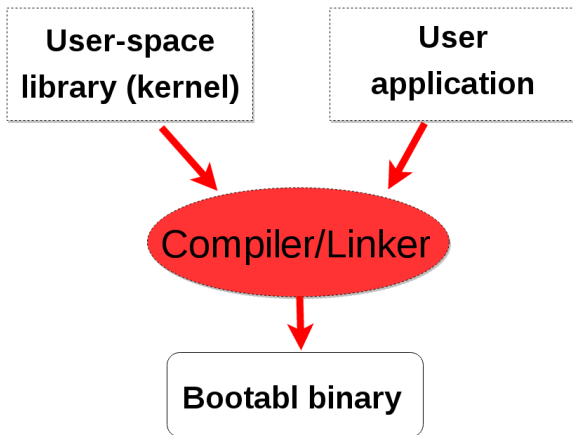 User-space
library (kernel)
User
application
Compiler/Linker
Bootabl binary